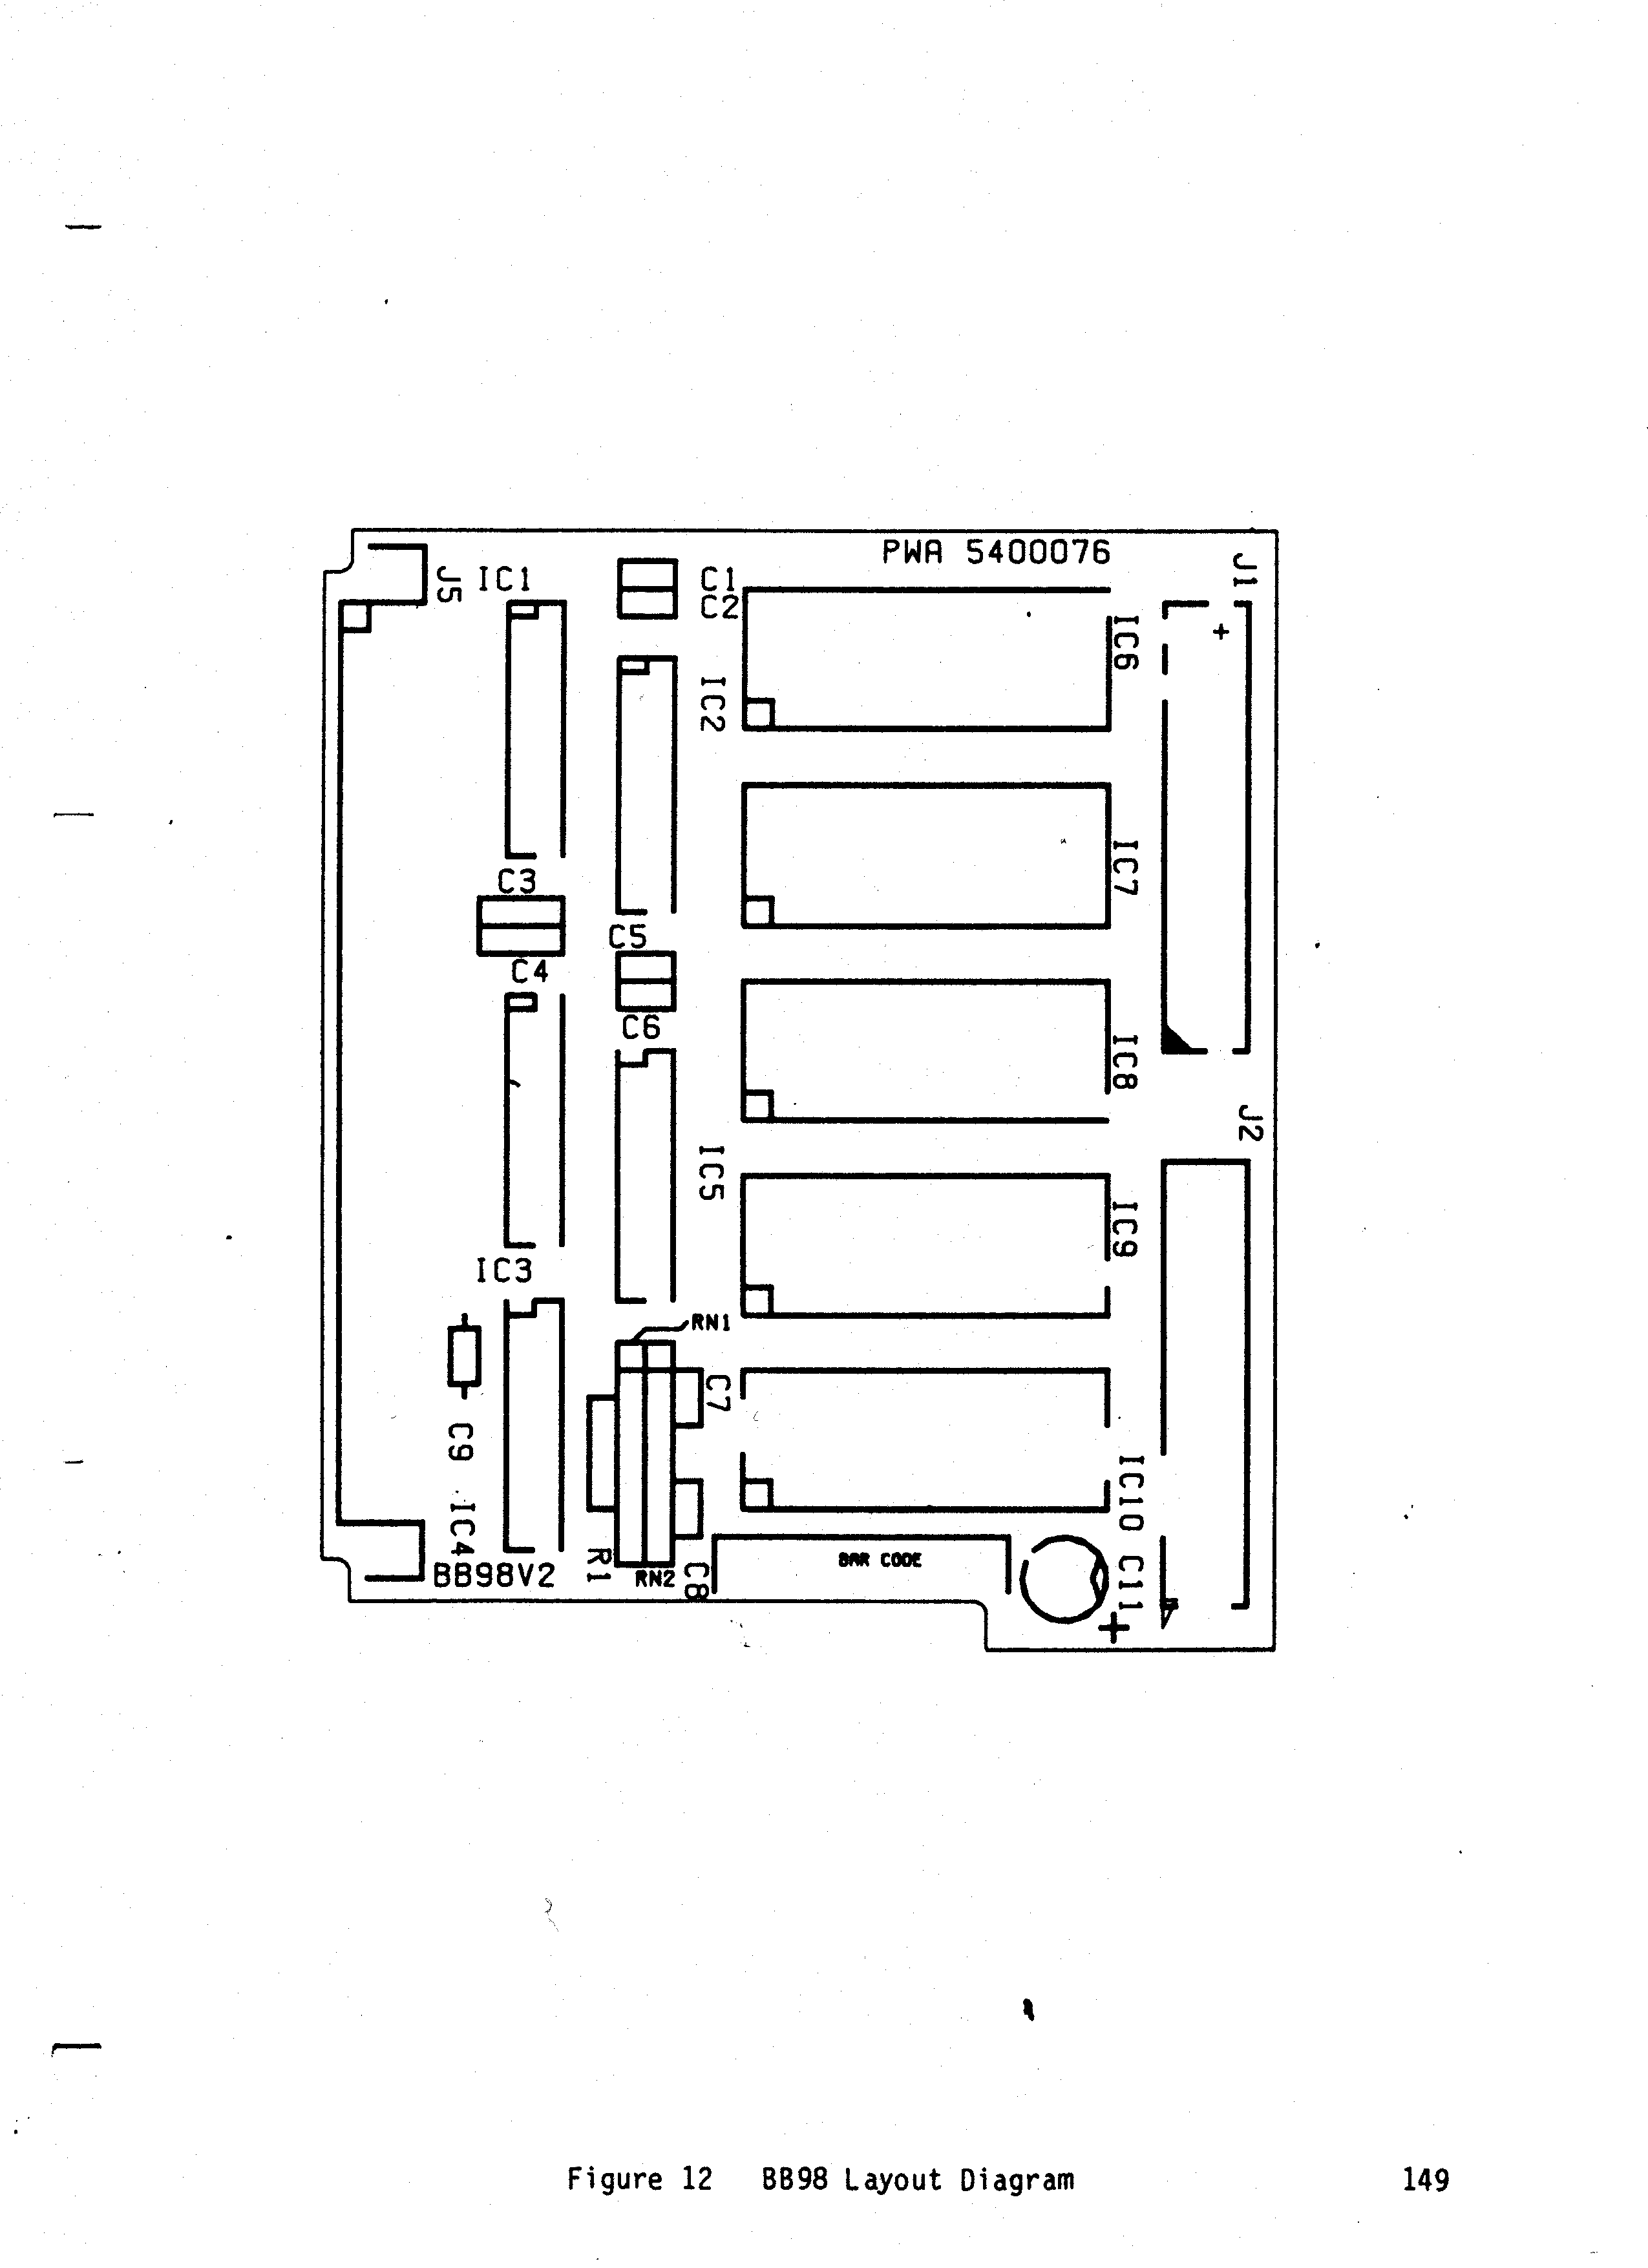 PWA 5400076
J1
J5
IC1
C1
C2
IC6
+
IC2
IC7
C3
C5
C4
C6
IC8
J2
IC5
IC9
IC3
RN1
C7
C9
IC4
IC10
C11
BAR CODE
R1
RN2
C8
BB98V2
+
Figure 12 BB98 Layout Diagram
149